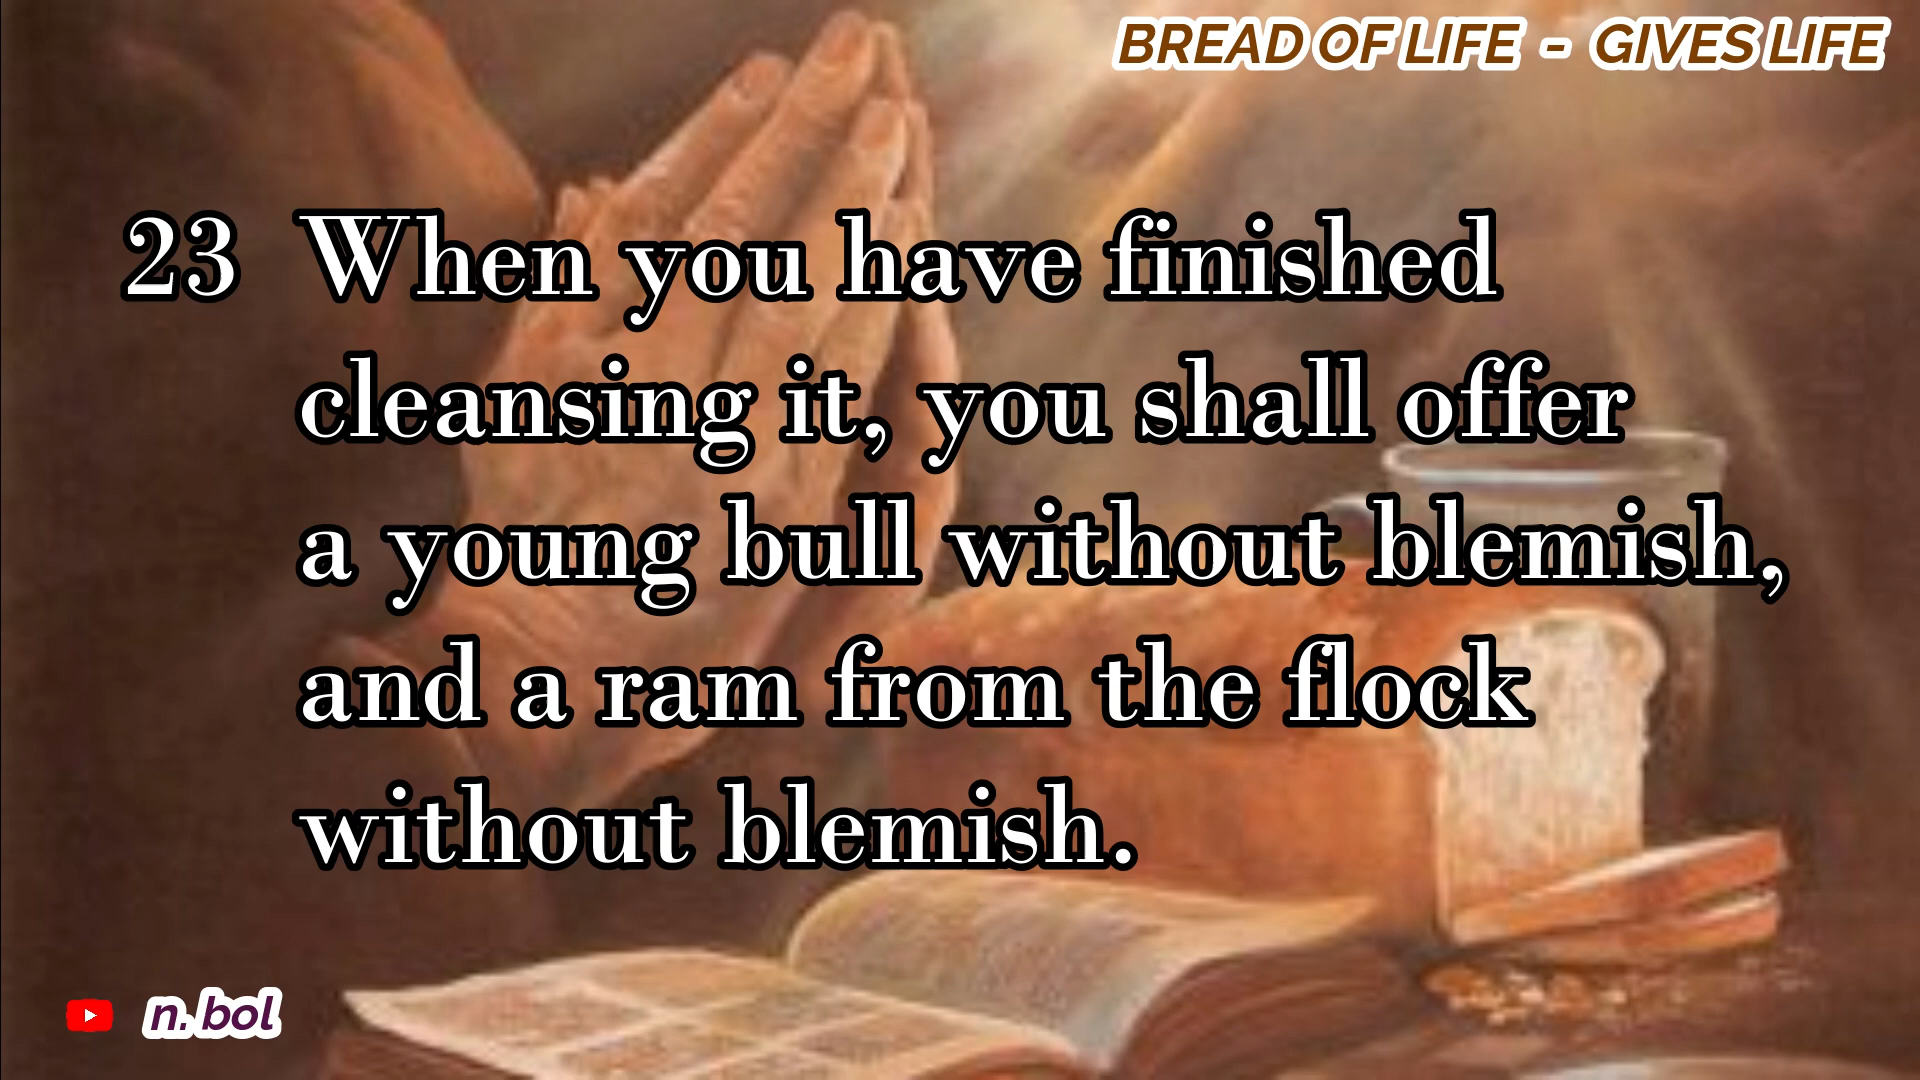 BREAD OF LIFE - GIVES LIFE
23 When you have finished
cleansing it, you shall offer
a young bull without blemish,
and a ram from the flock
without blemish.
n. bol